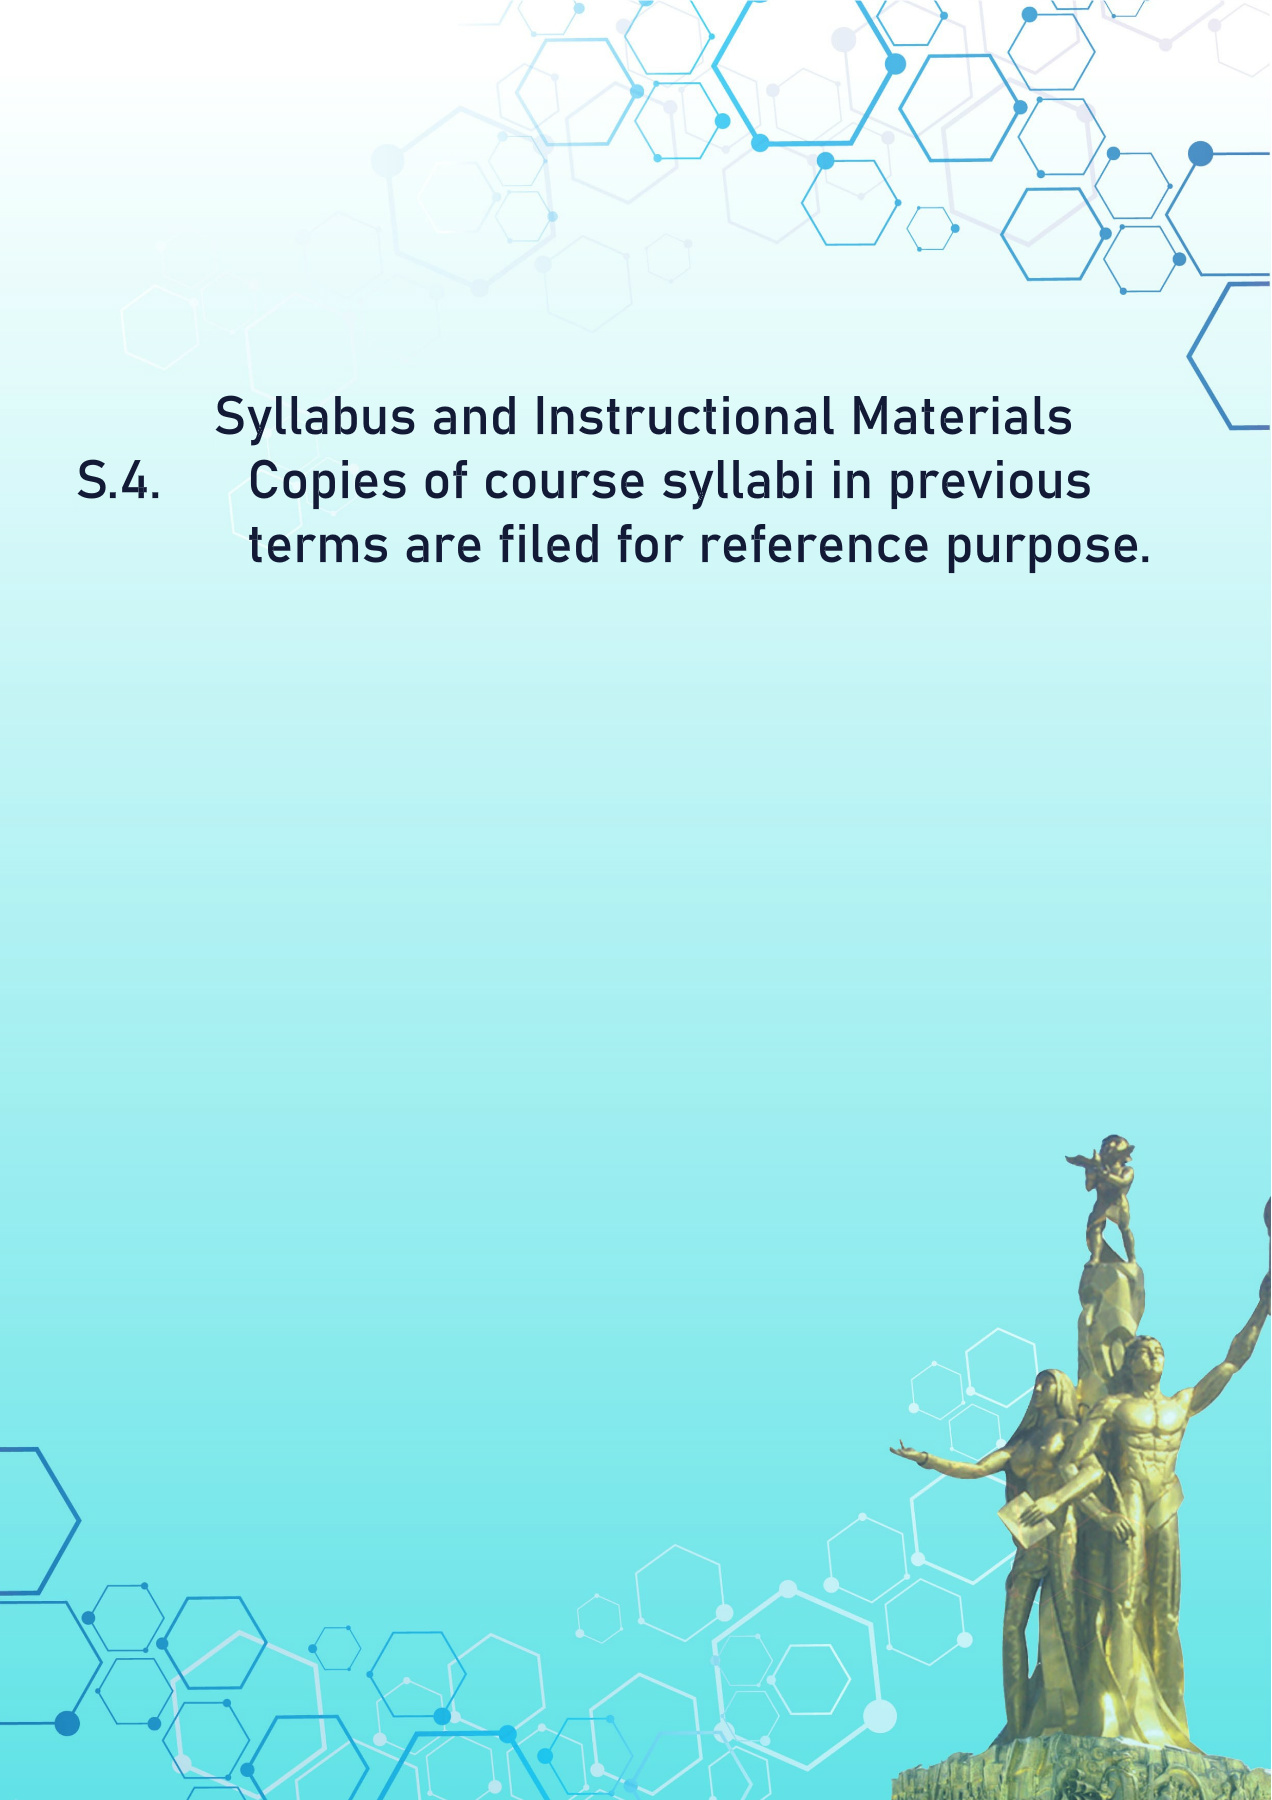 Syllabus and Instructional Materials
S.4. Copies of course syllabi in previous
terms are filed for reference purpose.